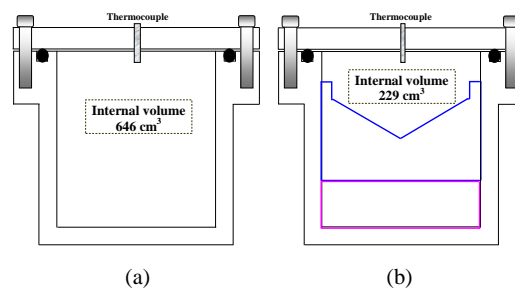 Thermocouple
Internal volume
646 cm³
(a)
Thermocouple
Internal volume
229 cm³
(b)